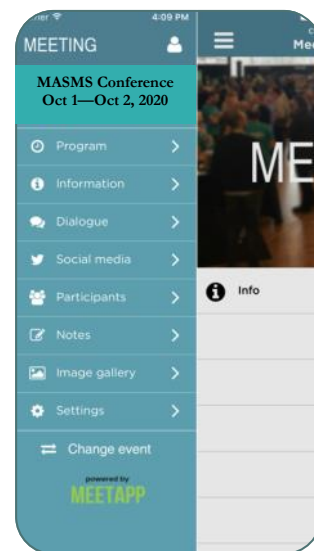 4:09 PM
MEETING
MASMS Conference
Oct 1—Oct 2, 2020
Program
Information
Dialogue
Social media
Participants
Notes
Image gallery
Settings
Change event
powered by
MEETAPP
Me
ME
Info